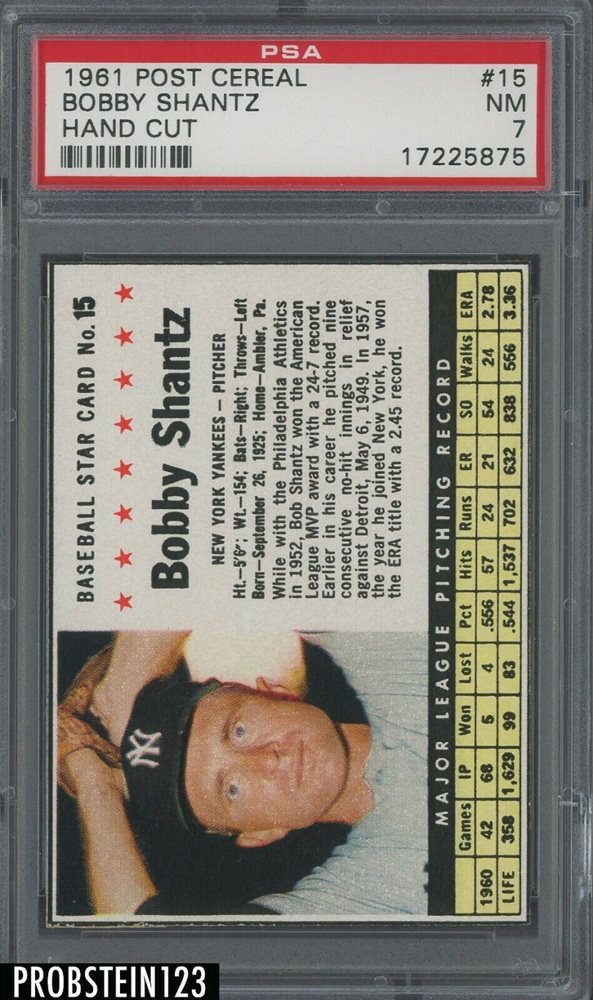 PSA
1961 POST CEREAL #15
BOBBY SHANTZ NM
HAND CUT 7
17225875
BASEBALL STAR CARD No. 15
Bobby Shantz
NEW YORK YANKEES – PITCHER
Ht.—5'6"; Wt.—154; Bats—Right; Throws—Left
Born—September 26, 1925; Home—Ambler, Pa.
While with the Philadelphia Athletics
in 1952, Bob Shantz won the American
League MVP award with a 24-7 record.
Earlier in his career he pitched nine
consecutive no-hit innings in relief
against Detroit, May 6, 1949. In 1957,
the year he joined New York, he won
the ERA title with a 2.45 record.
NY
MAJOR LEAGUE PITCHING RECORD
Games IP Won Lost Pct Hits Runs ER SO Walks ERA
1960 42 68 5 4 .556 57 24 21 54 24 2.78
LIFE 358 1,629 99 83 .544 1,537 702 632 838 556 3.36
PROBSTEIN123